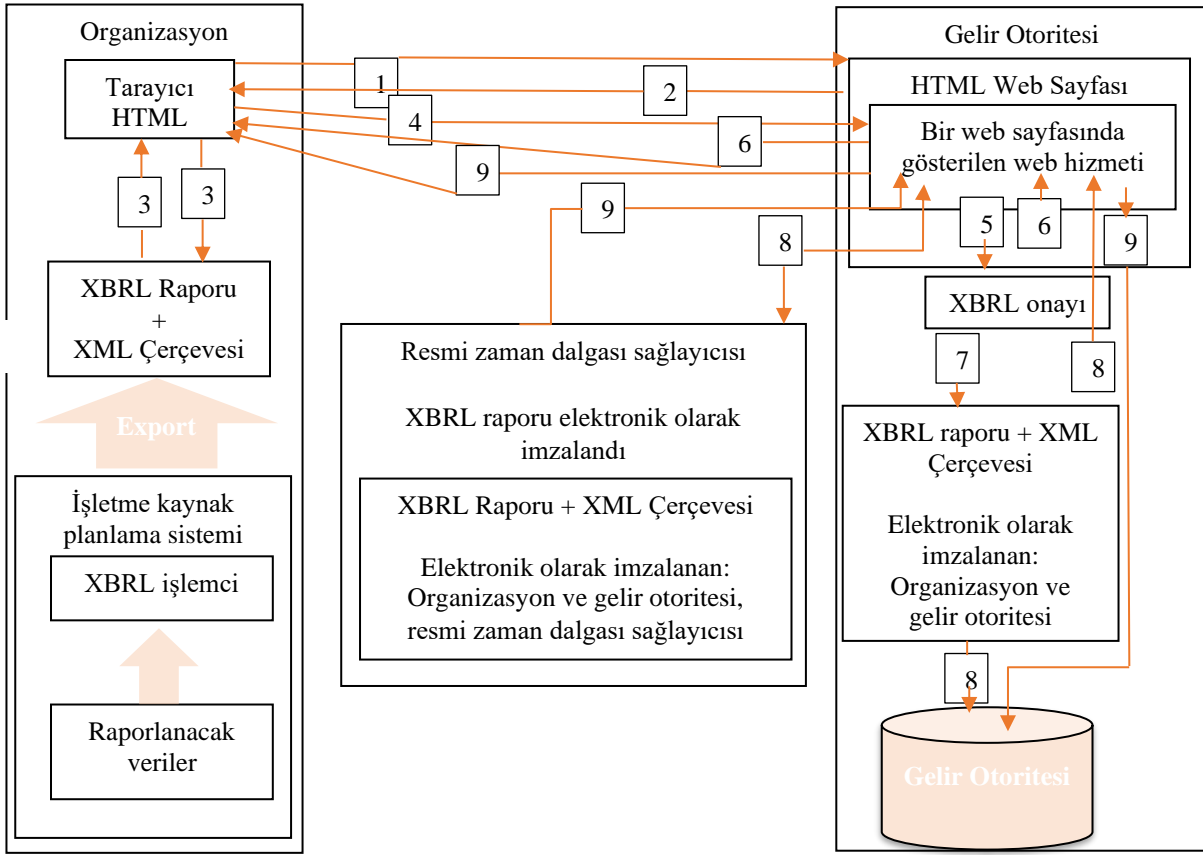 Organizasyon
Tarayıcı
HTML
3
3
XBRL Raporu
+
XML Çerçevesi
Export
İşletme kaynak
planlama sistemi
XBRL işlemci
Raporlanacak
veriler
1
2
4
6
9
9
8
Resmi zaman dalgası sağlayıcısı
XBRL raporu elektronik olarak
imzalandı
XBRL Raporu + XML Çerçevesi
Elektronik olarak imzalanan:
Organizasyon ve gelir otoritesi,
resmi zaman dalgası sağlayıcısı
Gelir Otoritesi
HTML Web Sayfası
Bir web sayfasında
gösterilen web hizmeti
5
6
9
XBRL onayı
7
8
XBRL raporu + XML
Çerçevesi
Elektronik olarak
imzalanan:
Organizasyon ve
gelir otoritesi
8
Gelir Otoritesi